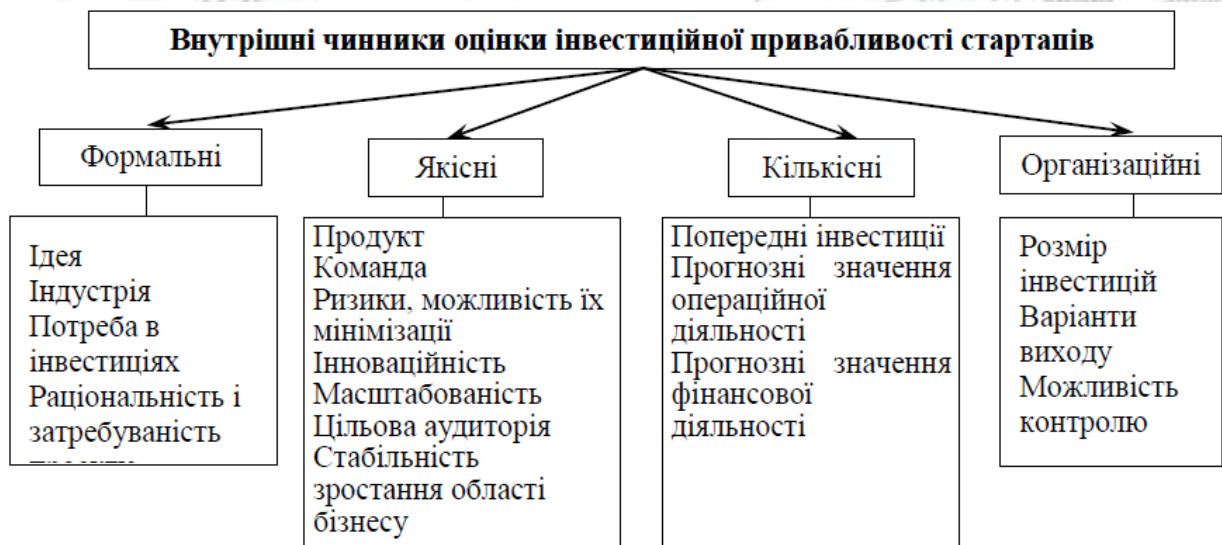 Внутрішні чинники оцінки інвестиційної привабливості стартапів
Формальні
Якісні
Кількісні
Організаційні
Ідея
Індустрія
Потреба в
інвестиціях
Раціональність і
затребуваність
Продукт
Команда
Ризики, можливість їх
мінімізації
Інноваційність
Масштабованість
Цільова аудиторія
Стабільність
зростання області
бізнесу
Попередні інвестиції
Прогнозні значення
операційної
діяльності
Прогнозні значення
фінансової
діяльності
Розмір
інвестицій
Варіанти
виходу
Можливість
контролю